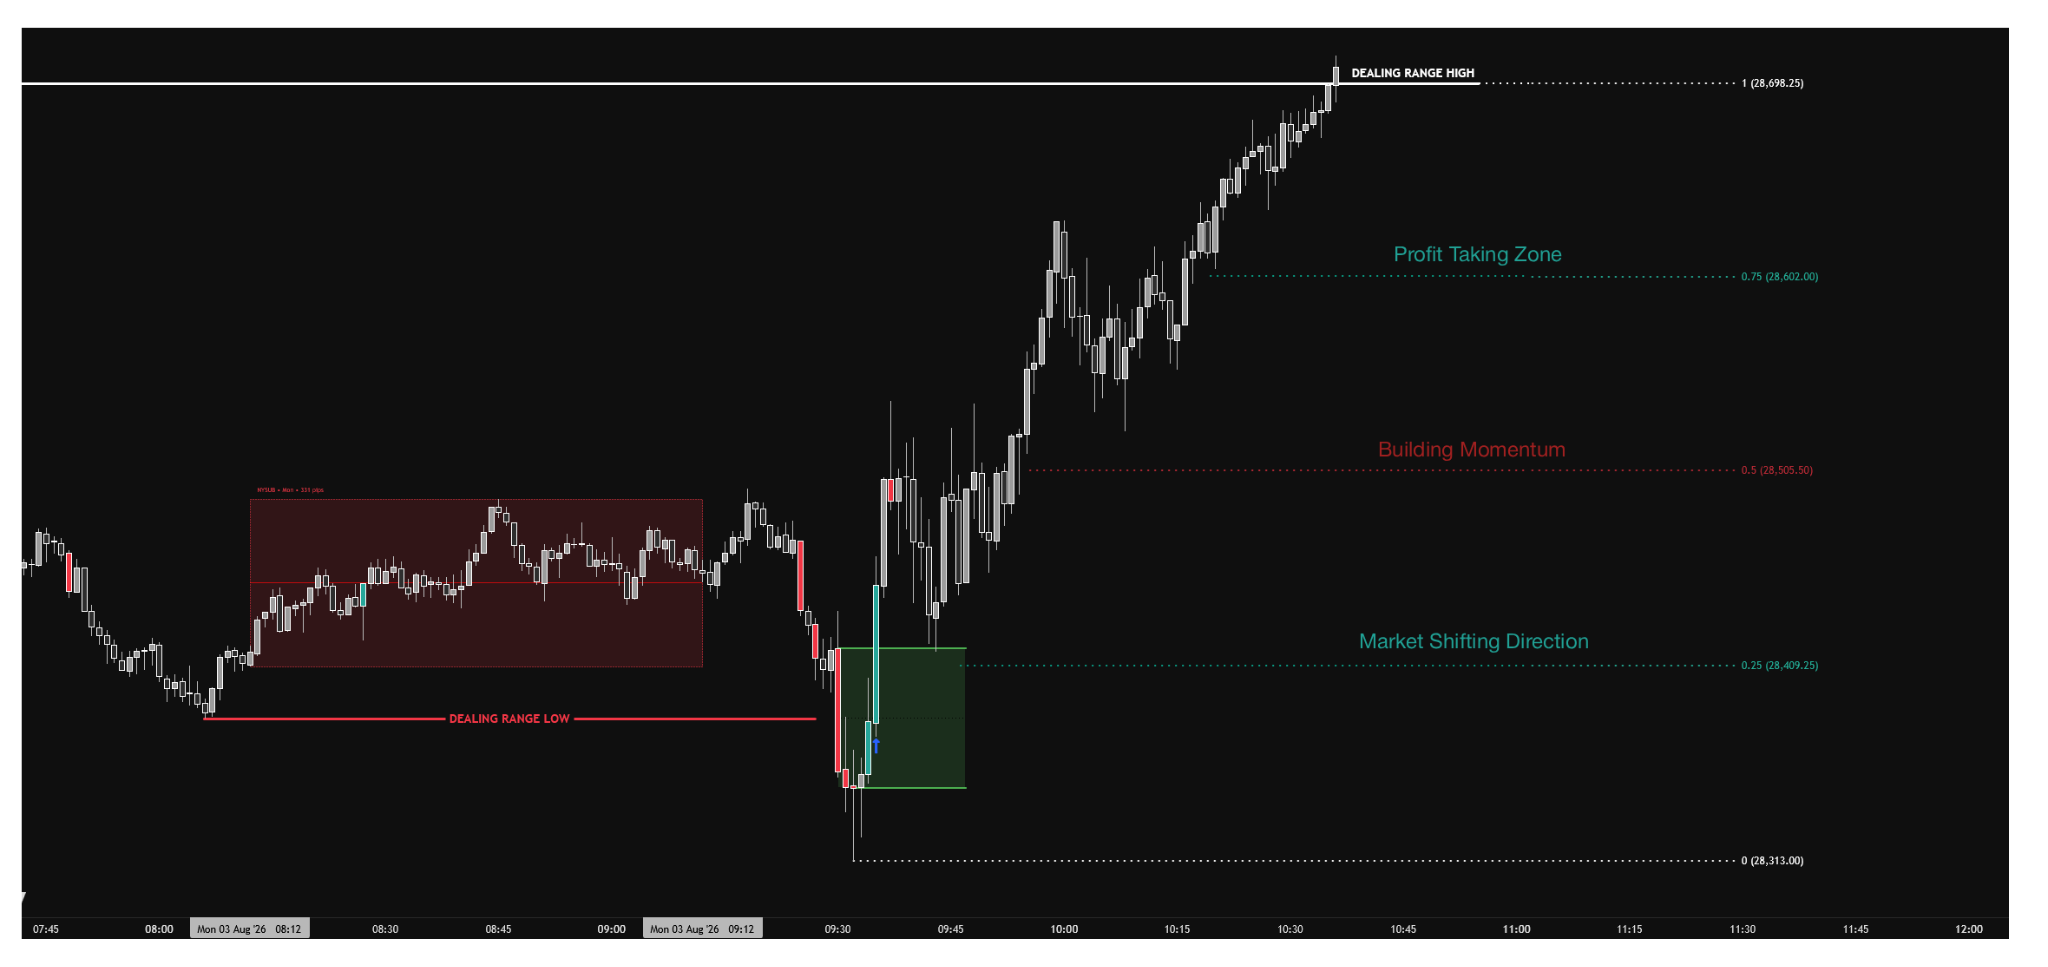 DEALING RANGE HIGH
1 (28,698.25)
Profit Taking Zone
0.75 (28,602.00)
Building Momentum
0.5 (28,505.50)
Market Shifting Direction
0.25 (28,409.25)
DEALING RANGE LOW
0 (28,313.00)
07:45 08:00 Mon 03 Aug '26 08:12 08:30 08:45 09:00 Mon 03 Aug '26 09:12 09:30 09:45 10:00 10:15 10:30 10:45 11:00 11:15 11:30 11:45 12:00